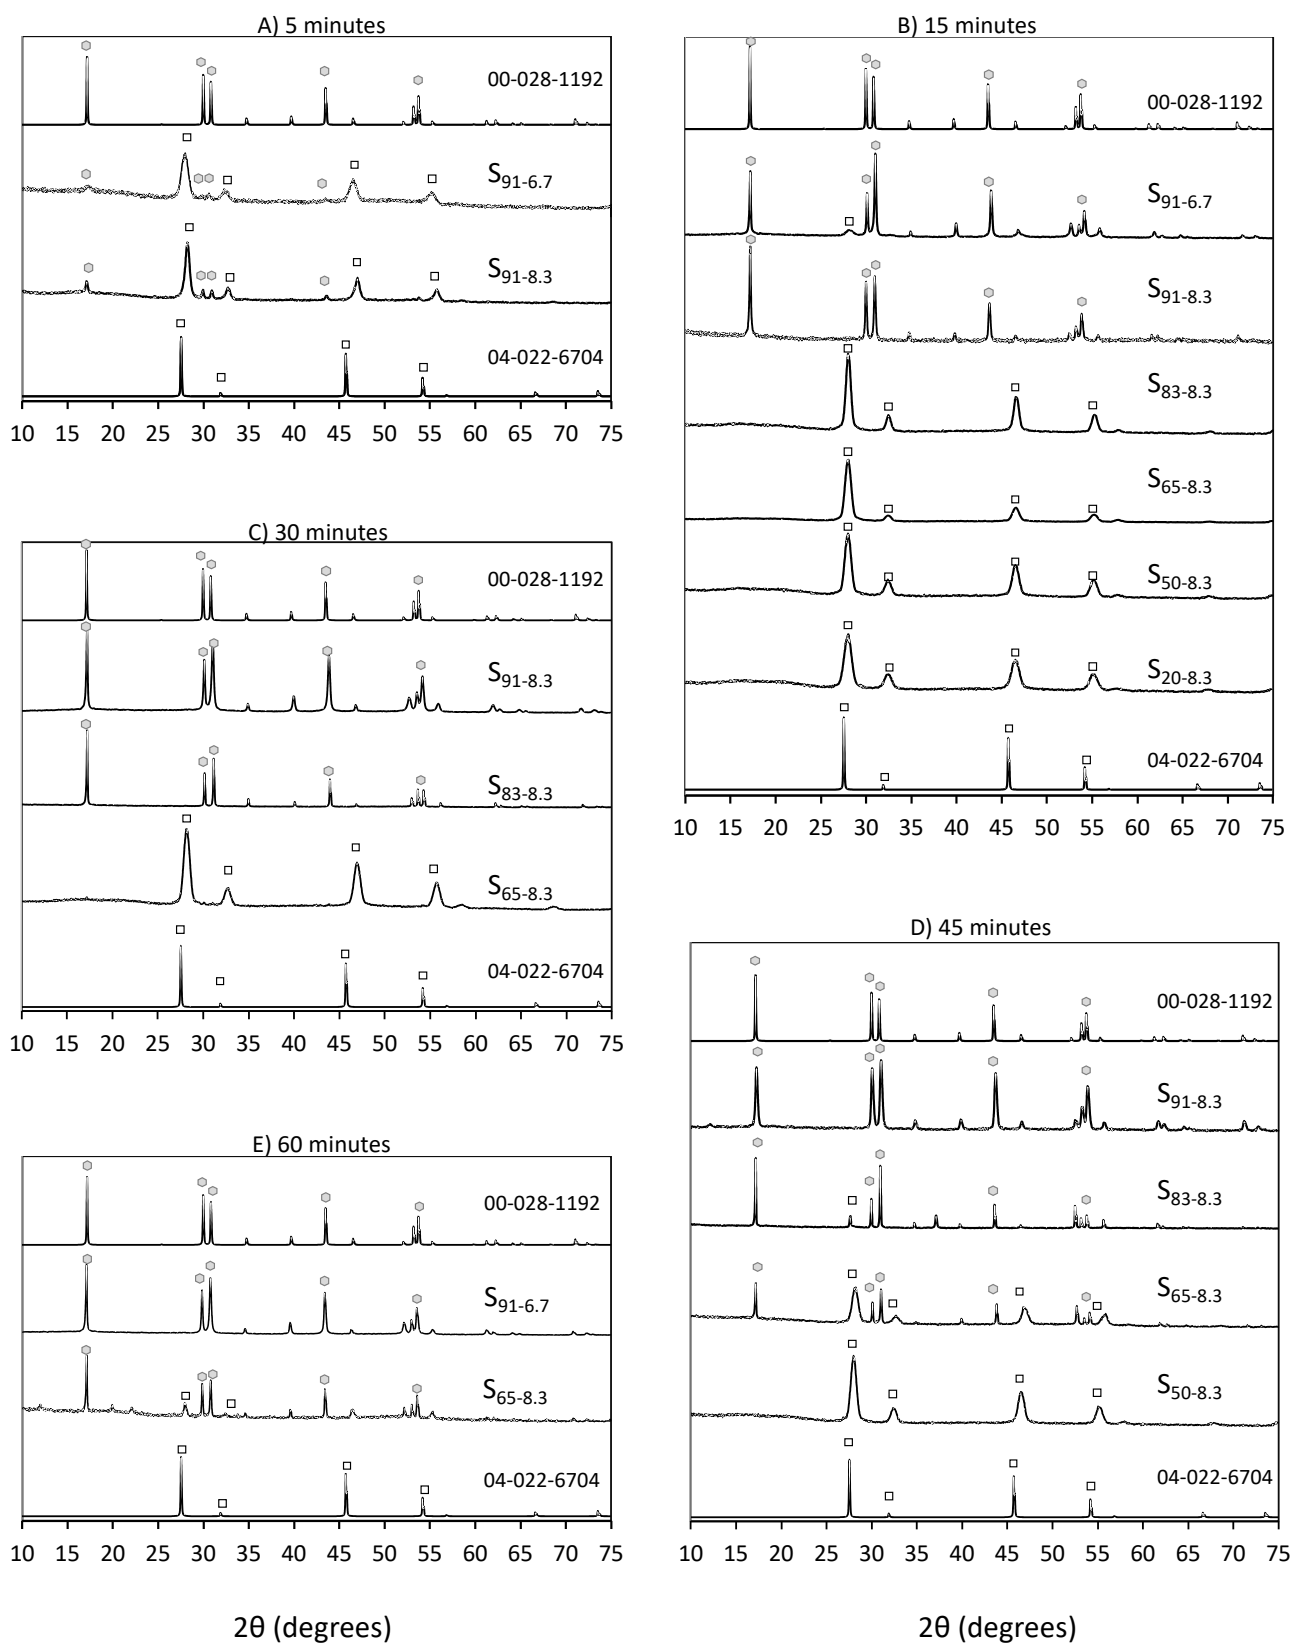 A) 5 minutes
00-028-1192
S91-6.7
S91-8.3
04-022-6704
10 15 20 25 30 35 40 45 50 55 60 65 75
B) 15 minutes
00-028-1192
S91-6.7
S91-8.3
S83-8.3
S65-8.3
S50-8.3
S20-8.3
04-022-6704
10 15 20 25 30 35 40 45 50 55 60 65 75
C) 30 minutes
00-028-1192
S91-8.3
S83-8.3
S65-8.3
04-022-6704
10 15 20 25 30 35 40 45 50 55 60 65 75
D) 45 minutes
00-028-1192
S91-8.3
S83-8.3
S65-8.3
S50-8.3
04-022-6704
10 15 20 25 30 35 40 45 50 55 60 65 75
E) 60 minutes
00-028-1192
S91-6.7
S65-8.3
04-022-6704
10 15 20 25 30 35 40 45 50 55 60 65 75
2θ (degrees)
2θ (degrees)